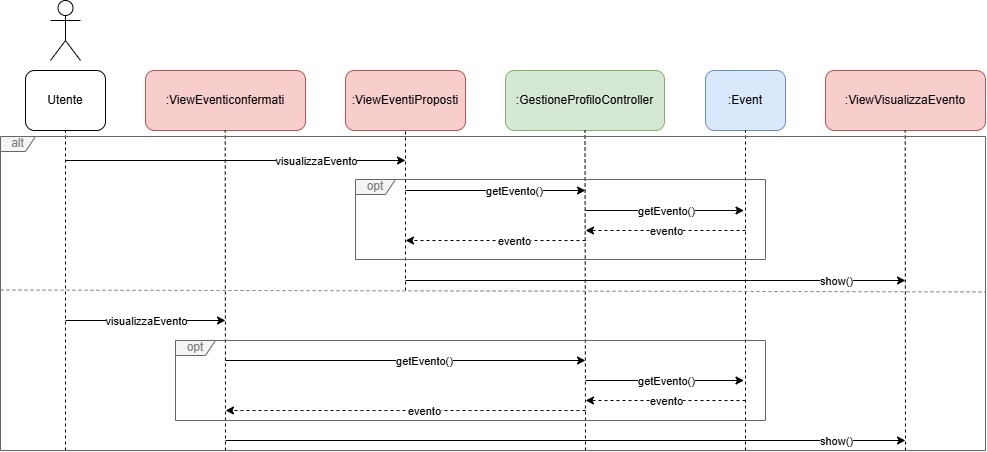 Utente
:ViewEventiconfermati
:ViewEventiProposti
:GestioneProfiloController
:Event
:ViewVisualizzaEvento
alt
visualizzaEvento
opt
getEvento()
getEvento()
evento
evento
show()
visualizzaEvento
opt
getEvento()
getEvento()
evento
evento
show()